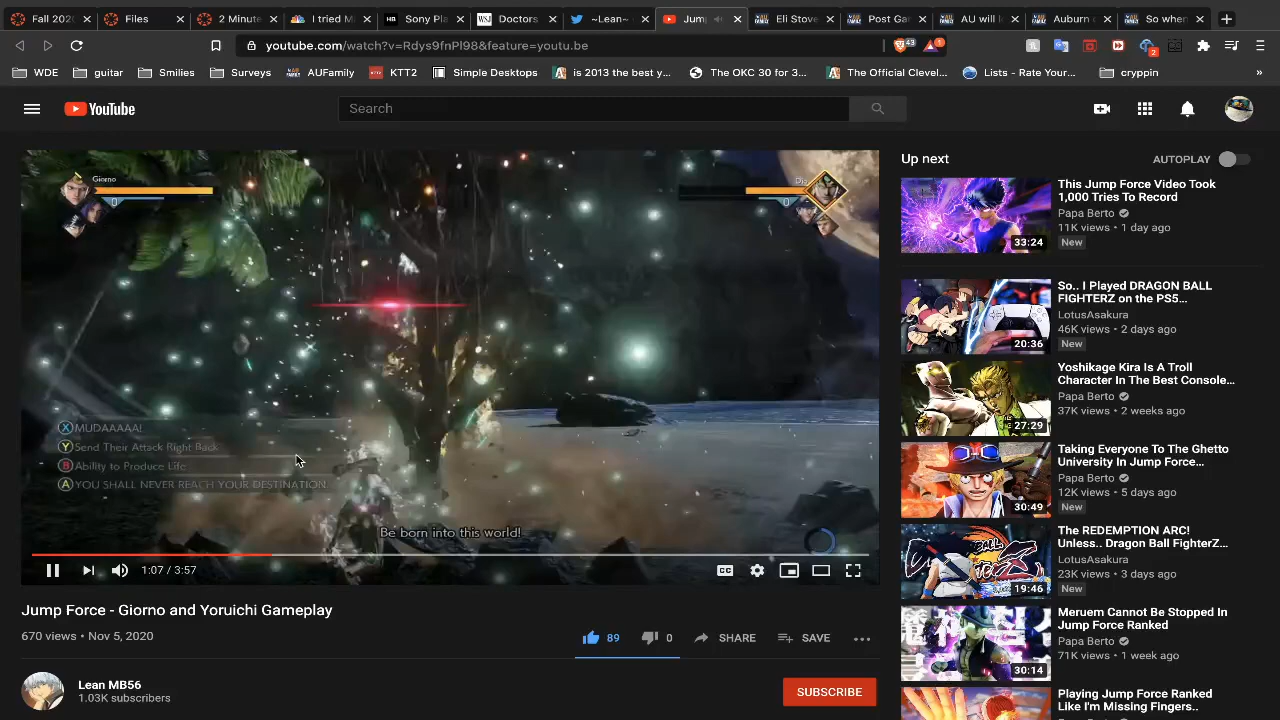 Fall 202
Files
2 Minute
I tried M
Sony Pla
Doctors
~Lean~
Jump
Eli Stove
Post Ga
AU will l
Auburn
So when
youtube.com/watch?v=Rdys9fnPl98&feature=youtu.be
43
1
2
WDE
guitar
Smilies
Surveys
AUFamily
KTT2
Simple Desktops
is 2013 the best y...
The OKC 30 for 3...
The Official Clevel...
Lists - Rate Your...
cryppin
»
YouTube
Search
Giorno
0
Dio
0
X MUDAAAAA!
Y Send Their Attack Right Back
B Ability to Produce Life
A YOU SHALL NEVER REACH YOUR DESTINATION.
Be born into this world!
1:07 / 3:57
CC
Jump Force - Giorno and Yoruichi Gameplay
670 views • Nov 5, 2020
89
0
SHARE
SAVE
Lean MB56
1.03K subscribers
SUBSCRIBE
Up next
AUTOPLAY
33:24
This Jump Force Video Took
1,000 Tries To Record
Papa Berto
11K views • 1 day ago
New
20:36
So.. I Played DRAGON BALL
FIGHTERZ on the PS5...
LotusAsakura
46K views • 2 days ago
New
27:29
Yoshikage Kira Is A Troll
Character In The Best Console...
Papa Berto
37K views • 2 weeks ago
30:49
Taking Everyone To The Ghetto
University In Jump Force...
Papa Berto
12K views • 5 days ago
New
19:46
The REDEMPTION ARC!
Unless.. Dragon Ball FighterZ...
LotusAsakura
23K views • 3 days ago
New
30:14
Meruem Cannot Be Stopped In
Jump Force Ranked
Papa Berto
71K views • 1 week ago
Playing Jump Force Ranked
Like I'm Missing Fingers..